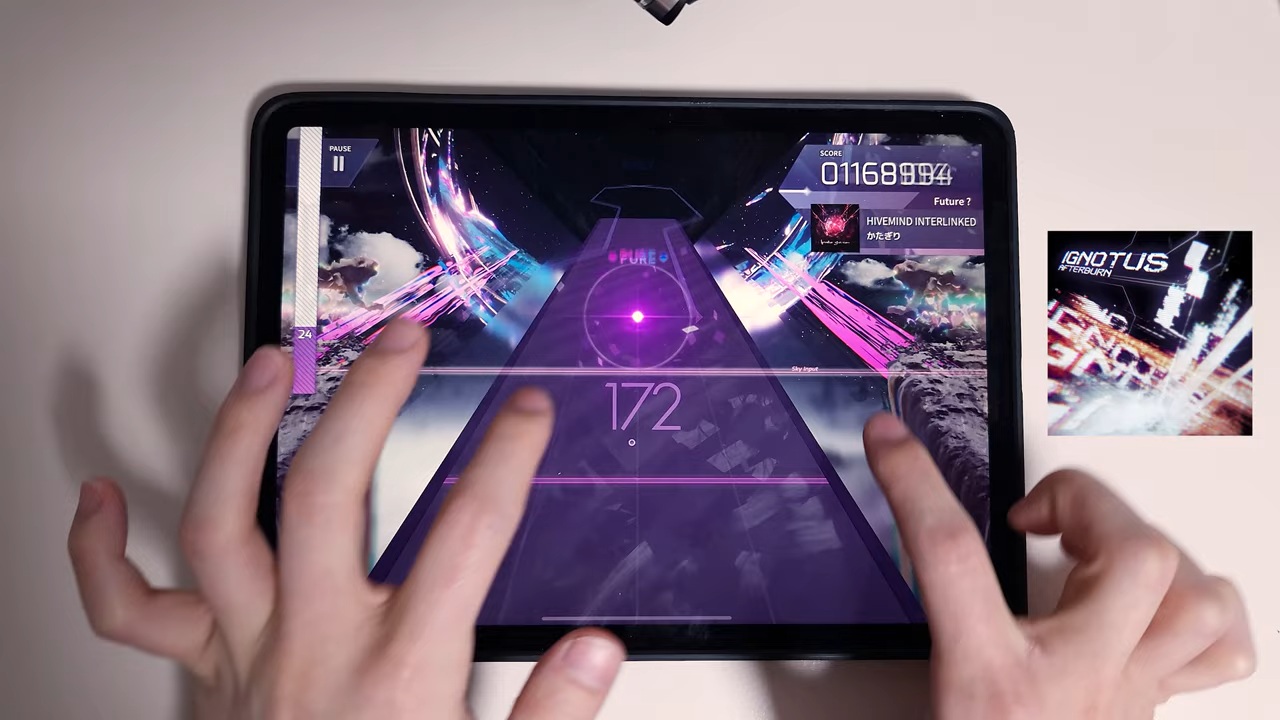 PAUSE
SCORE
Future ?
HIVEMIND INTERLINKED
かたぎり
PURE
24
Sky Input
172
IGNOTUS
AFTERBURN